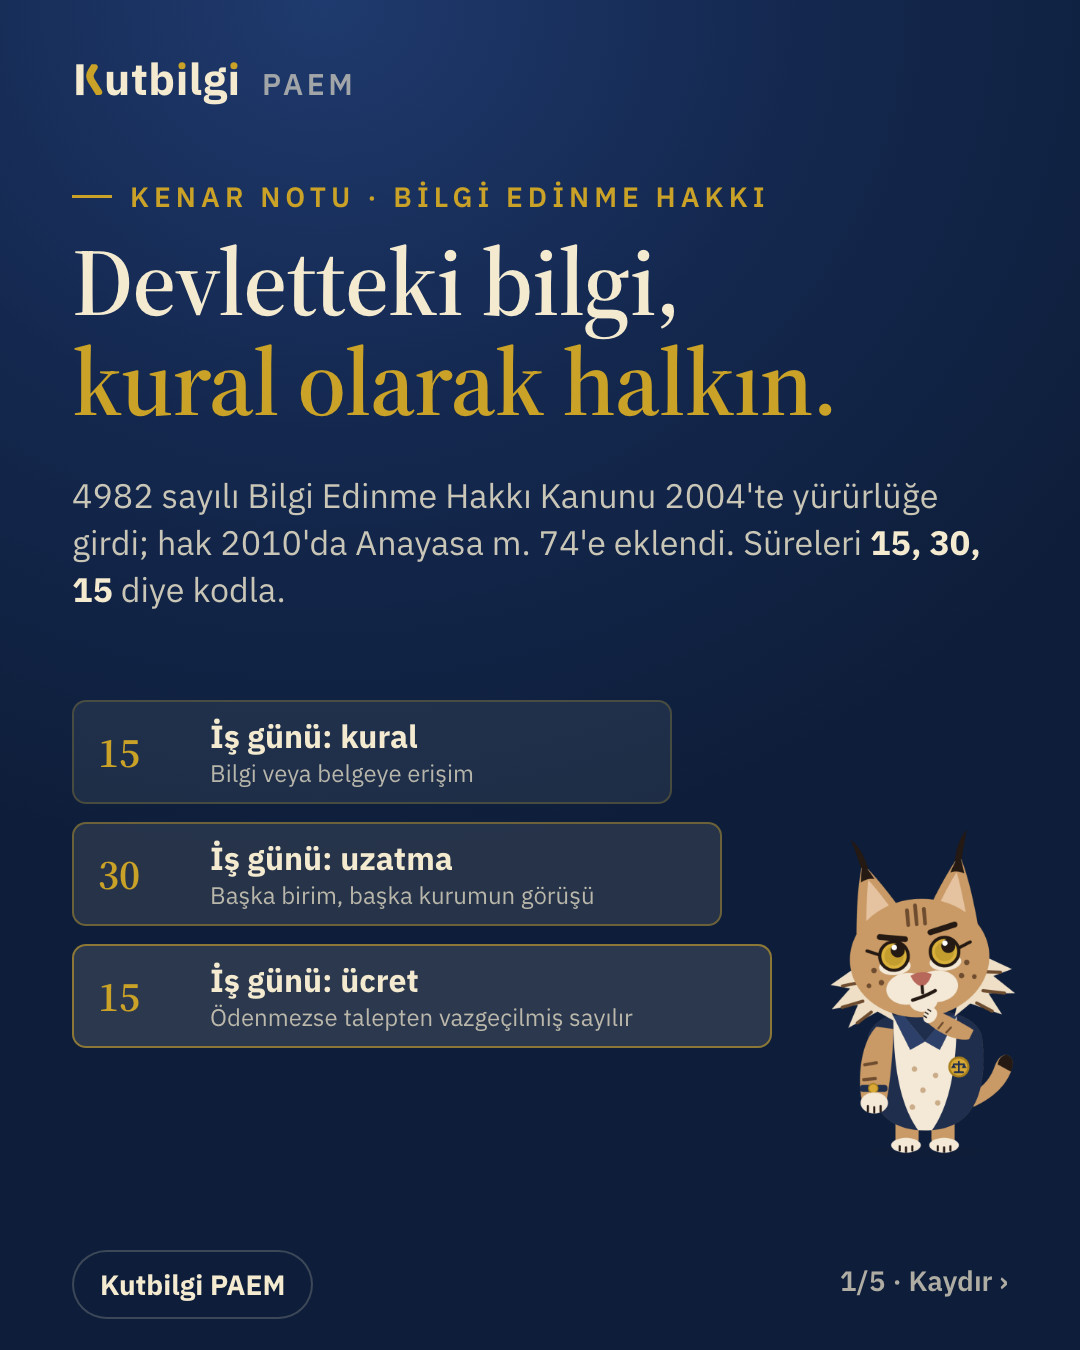 Kutbilgi PAEM
KENAR NOTU · BİLGİ EDİNME HAKKI
Devletteki bilgi,
kural olarak halkın.
4982 sayılı Bilgi Edinme Hakkı Kanunu 2004'te yürürlüğe
girdi; hak 2010'da Anayasa m. 74'e eklendi. Süreleri 15, 30,
15 diye kodla.
15
İş günü: kural
Bilgi veya belgeye erişim
30
İş günü: uzatma
Başka birim, başka kurumun görüşü
15
İş günü: ücret
Ödenmezse talepten vazgeçilmiş sayılır
Kutbilgi PAEM
1/5 · Kaydır ›